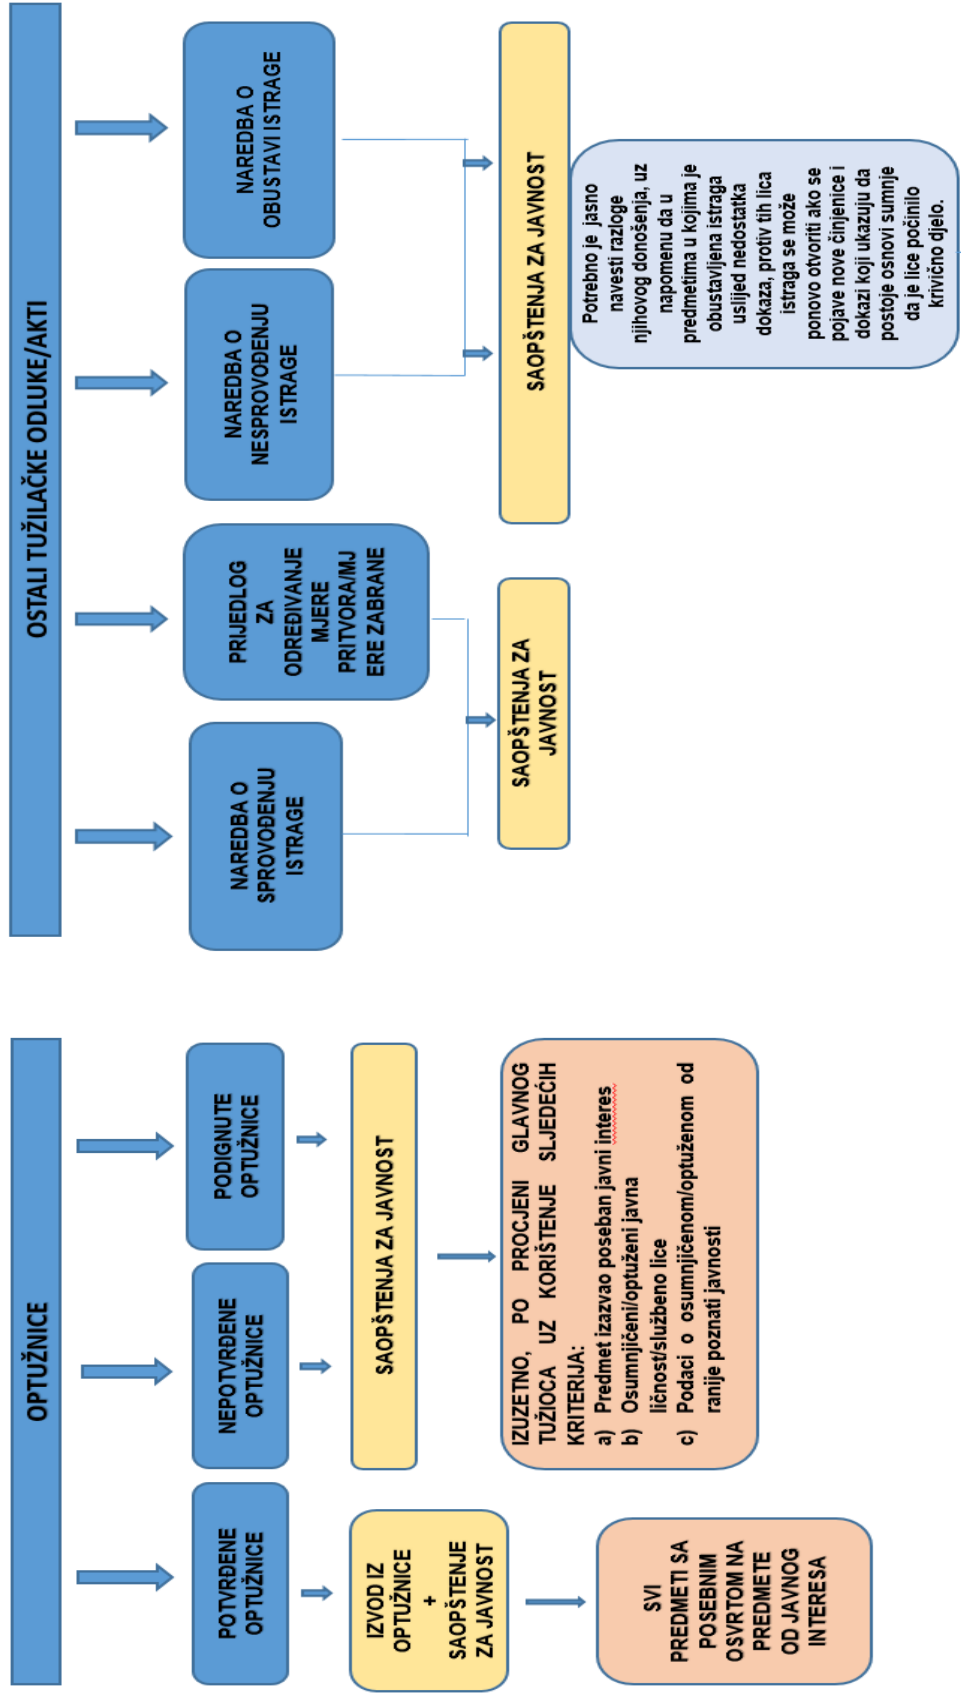 OPTUŽNICE
POTVRĐENE
OPTUŽNICE
NEPOTVRĐENE
OPTUŽNICE
PODIGNUTE
OPTUŽNICE
IZVOD IZ
OPTUŽNICE
+
SAOPŠTENJE
ZA JAVNOST
SAOPŠTENJA ZA JAVNOST
SVI
PREDMETI SA
POSEBNIM
OSVRTOM NA
PREDMETE
OD JAVNOG
INTERESA
IZUZETNO, PO PROCJENI GLAVNOG
TUŽIOCA UZ KORIŠTENJE SLJEDEĆIH
KRITERIJA:
a) Predmet izazvao poseban javni interes
b) Osumnjičeni/optuženi javna
ličnost/službeno lice
c) Podaci o osumnjičenom/optuženom od
ranije poznati javnosti
OSTALI TUŽILAČKE ODLUKE/AKTI
NAREDBA O
SPROVOĐENJU
ISTRAGE
PRIJEDLOG
ZA
ODREĐIVANJE
MJERE
PRITVORA/MJ
ERE ZABRANE
NAREDBA O
NESPROVOĐENJU
ISTRAGE
NAREDBA O
OBUSTAVI ISTRAGE
SAOPŠTENJA ZA
JAVNOST
SAOPŠTENJA ZA JAVNOST
Potrebno je jasno
navesti razloge
njihovog donošenja, uz
napomenu da u
predmetima u kojima je
obustavljena istraga
uslijed nedostatka
dokaza, protiv tih lica
istraga se može
ponovo otvoriti ako se
pojave nove činjenice i
dokazi koji ukazuju da
postoje osnovi sumnje
da je lice počinilo
krivično djelo.